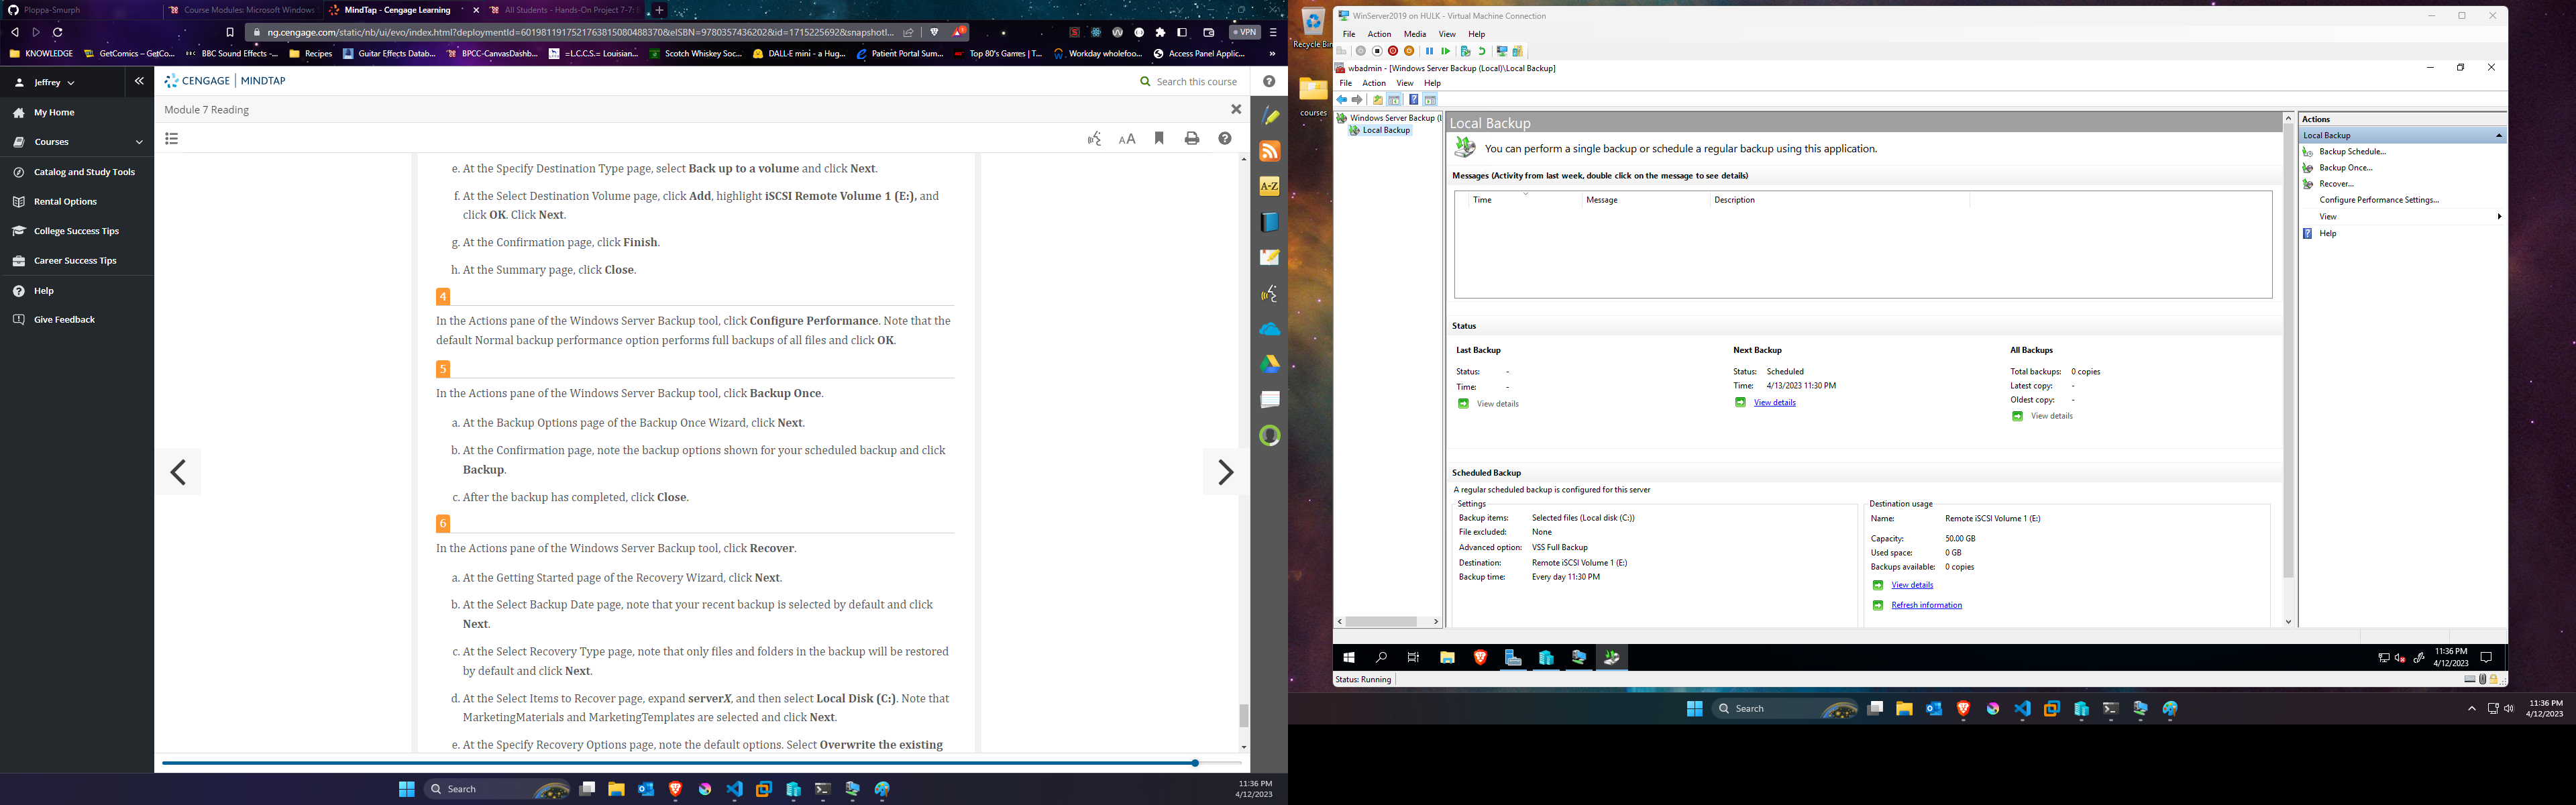 Ploppa-Smurph
Course Modules: Microsoft Windows
MindTap - Cengage Learning
All Students - Hands-On Project 7-7:
ng.cengage.com/static/nb/ui/evo/index.html?deploymentId=6019811917521763815080488370&eISBN=9780357436202&id=1715225692&snapshotI...
VPN
KNOWLEDGE
GetComics – GetCo...
BBC Sound Effects -...
Recipes
Guitar Effects Datab...
BPCC-CanvasDashb...
=L.C.C.S.= Louisian...
Scotch Whiskey Soc...
DALL·E mini - a Hug...
Patient Portal Sum...
Top 80's Games | T...
Workday wholefoo...
Access Panel Applic...
Jeffrey
CENGAGE | MINDTAP
Search this course
My Home
Courses
Catalog and Study Tools
Rental Options
College Success Tips
Career Success Tips
Help
Give Feedback
Module 7 Reading
AA
A-Z
e. At the Specify Destination Type page, select Back up to a volume and click Next.
f. At the Select Destination Volume page, click Add, highlight iSCSI Remote Volume 1 (E:), and
click OK. Click Next.
g. At the Confirmation page, click Finish.
h. At the Summary page, click Close.
4
In the Actions pane of the Windows Server Backup tool, click Configure Performance. Note that the
default Normal backup performance option performs full backups of all files and click OK.
5
In the Actions pane of the Windows Server Backup tool, click Backup Once.
a. At the Backup Options page of the Backup Once Wizard, click Next.
b. At the Confirmation page, note the backup options shown for your scheduled backup and click
Backup.
c. After the backup has completed, click Close.
6
In the Actions pane of the Windows Server Backup tool, click Recover.
a. At the Getting Started page of the Recovery Wizard, click Next.
b. At the Select Backup Date page, note that your recent backup is selected by default and click
Next.
c. At the Select Recovery Type page, note that only files and folders in the backup will be restored
by default and click Next.
d. At the Select Items to Recover page, expand serverX, and then select Local Disk (C:). Note that
MarketingMaterials and MarketingTemplates are selected and click Next.
e. At the Specify Recovery Options page, note the default options. Select Overwrite the existing
Search
11:36 PM
4/12/2023
Recycle Bin
courses
WinServer2019 on HULK - Virtual Machine Connection
File Action Media View Help
wbadmin - [Windows Server Backup (Local)\Local Backup]
File Action View Help
Windows Server Backup (L
Local Backup
Local Backup
You can perform a single backup or schedule a regular backup using this application.
Messages (Activity from last week, double click on the message to see details)
Time Message Description
Status
Last Backup
Status: -
Time: -
View details
Next Backup
Status: Scheduled
Time: 4/13/2023 11:30 PM
View details
All Backups
Total backups: 0 copies
Latest copy: -
Oldest copy: -
View details
Scheduled Backup
A regular scheduled backup is configured for this server
Settings
Backup items: Selected files (Local disk (C:))
File excluded: None
Advanced option: VSS Full Backup
Destination: Remote iSCSI Volume 1 (E:)
Backup time: Every day 11:30 PM
Destination usage
Name: Remote iSCSI Volume 1 (E:)
Capacity: 50.00 GB
Used space: 0 GB
Backups available: 0 copies
View details
Refresh information
Actions
Local Backup
Backup Schedule...
Backup Once...
Recover...
Configure Performance Settings...
View
Help
11:36 PM
4/12/2023
Status: Running
Search
11:36 PM
4/12/2023